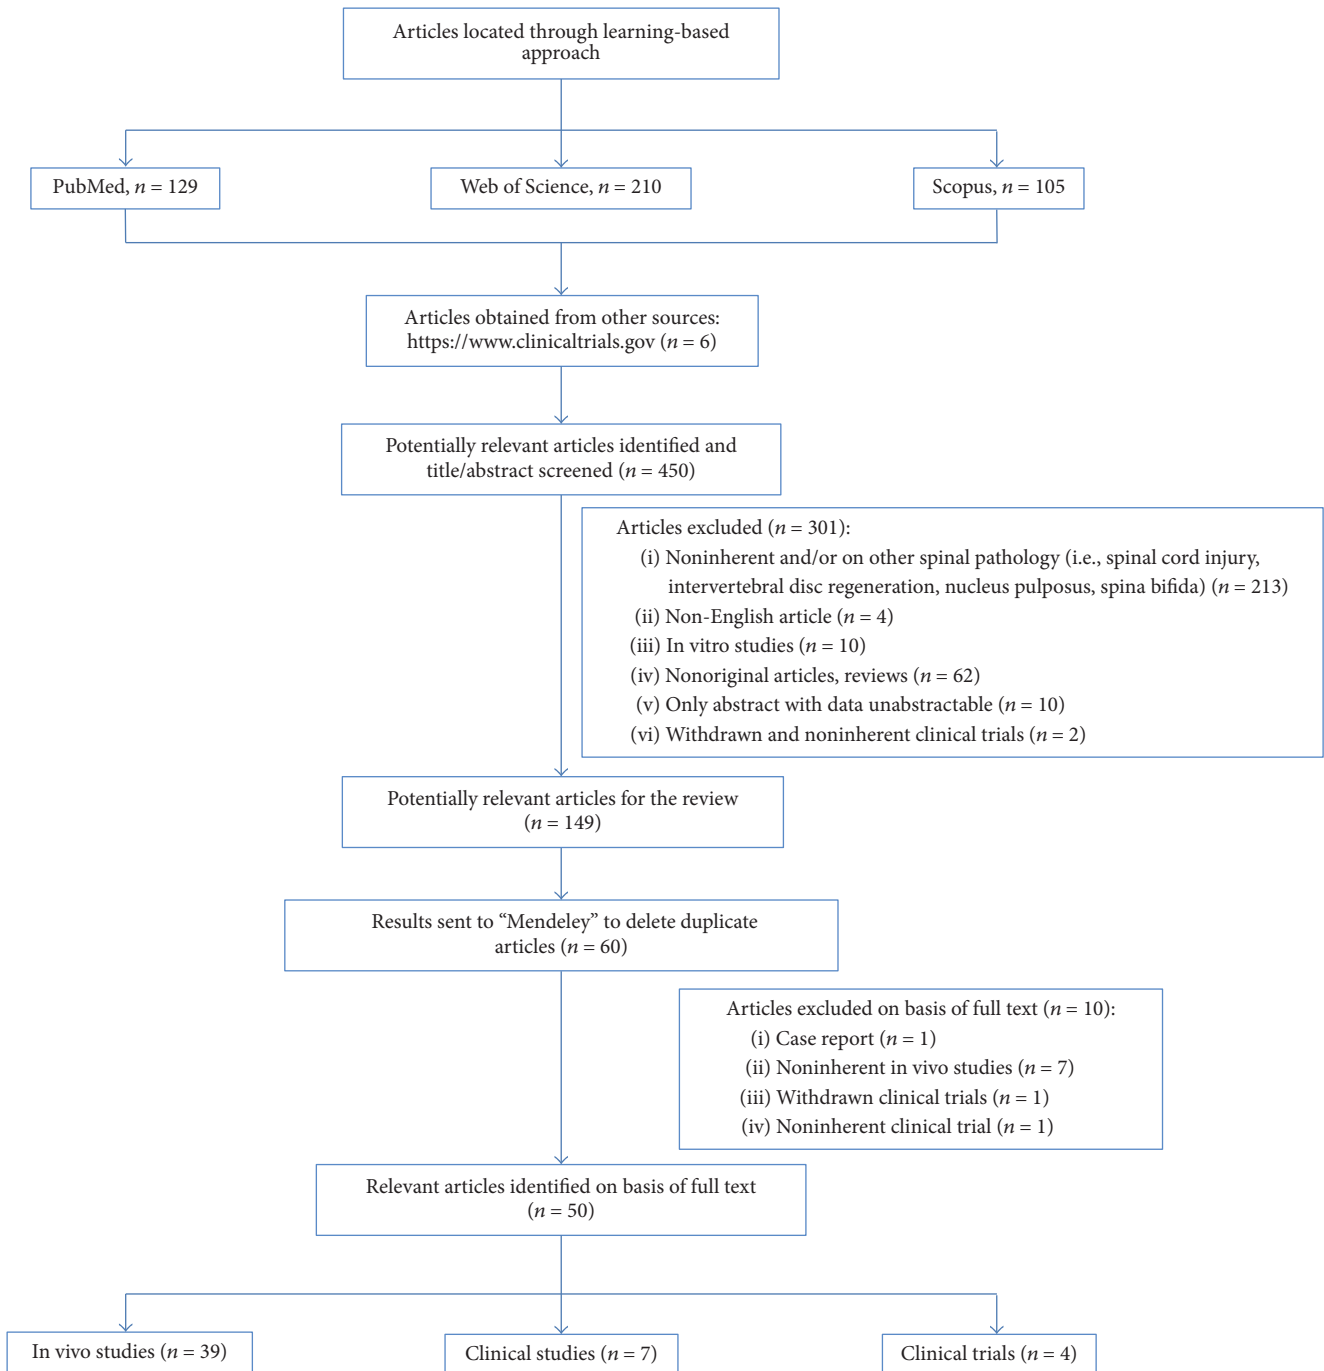 Articles located through learning-based
approach
PubMed, n = 129
Web of Science, n = 210
Scopus, n = 105
Articles obtained from other sources:
https://www.clinicaltrials.gov (n = 6)
Potentially relevant articles identified and
title/abstract screened (n = 450)
Articles excluded (n = 301):
(i) Noninherent and/or on other spinal pathology (i.e., spinal cord injury,
intervertebral disc regeneration, nucleus pulposus, spina bifida) (n = 213)
(ii) Non-English article (n = 4)
(iii) In vitro studies (n = 10)
(iv) Nonoriginal articles, reviews (n = 62)
(v) Only abstract with data unabstractable (n = 10)
(vi) Withdrawn and noninherent clinical trials (n = 2)
Potentially relevant articles for the review
(n = 149)
Results sent to “Mendeley” to delete duplicate
articles (n = 60)
Articles excluded on basis of full text (n = 10):
(i) Case report (n = 1)
(ii) Noninherent in vivo studies (n = 7)
(iii) Withdrawn clinical trials (n = 1)
(iv) Noninherent clinical trial (n = 1)
Relevant articles identified on basis of full text
(n = 50)
In vivo studies (n = 39)
Clinical studies (n = 7)
Clinical trials (n = 4)